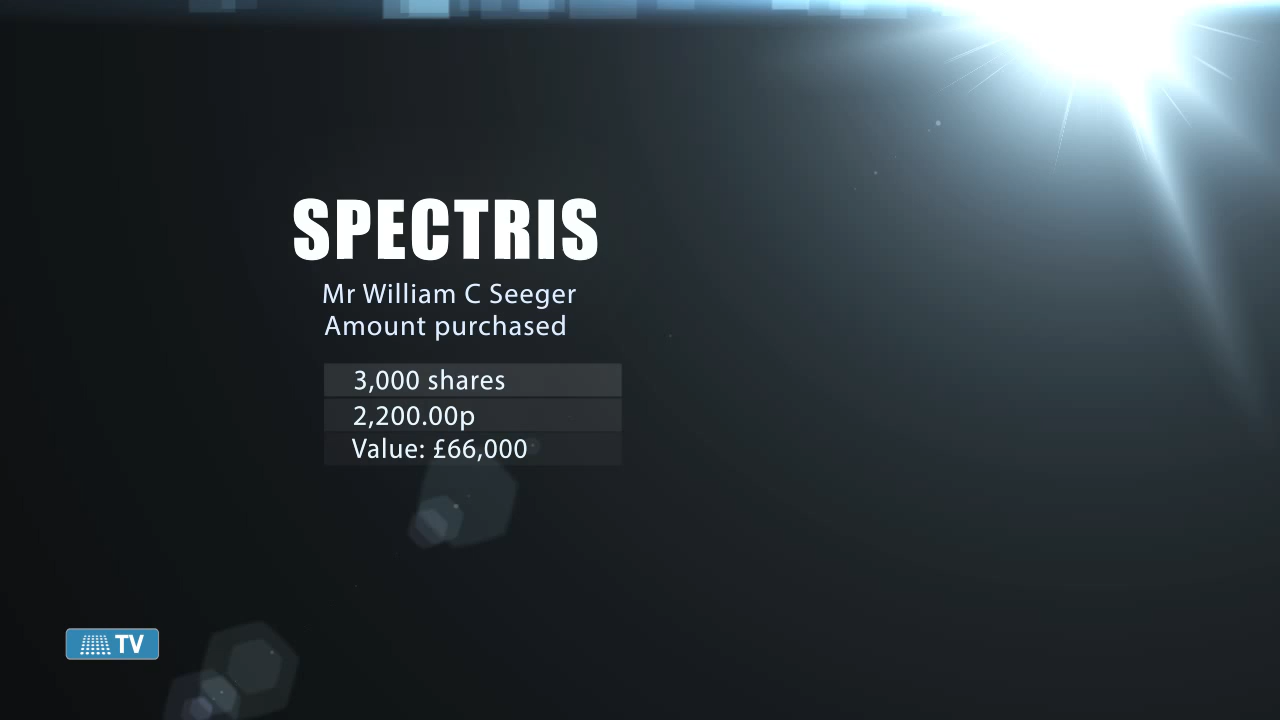 SPECTRIS
Mr William C Seeger
Amount purchased
3,000 shares
2,200.00p
Value: £66,000
TV